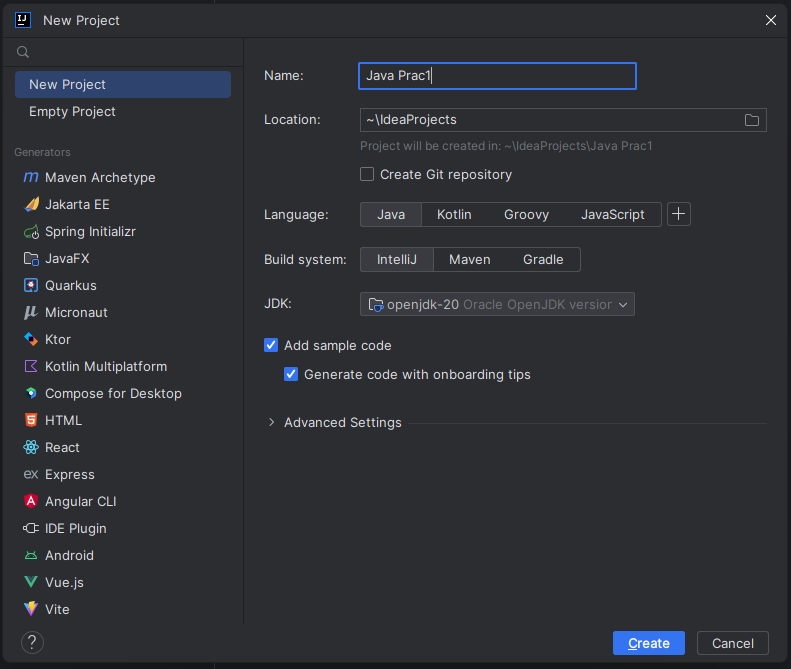 New Project
New Project
Empty Project
Generators
Maven Archetype
Jakarta EE
Spring Initializr
JavaFX
Quarkus
Micronaut
Ktor
Kotlin Multiplatform
Compose for Desktop
HTML
React
ex Express
Angular CLI
IDE Plugin
Android
Vue.js
Vite
?
Name: Java Prac1
Location: ~\IdeaProjects
Project will be created in: ~\IdeaProjects\Java Prac1
Create Git repository
Language: Java Kotlin Groovy JavaScript +
Build system: IntelliJ Maven Gradle
JDK: openjdk-20 Oracle OpenJDK versior
Add sample code
Generate code with onboarding tips
Advanced Settings
Create Cancel